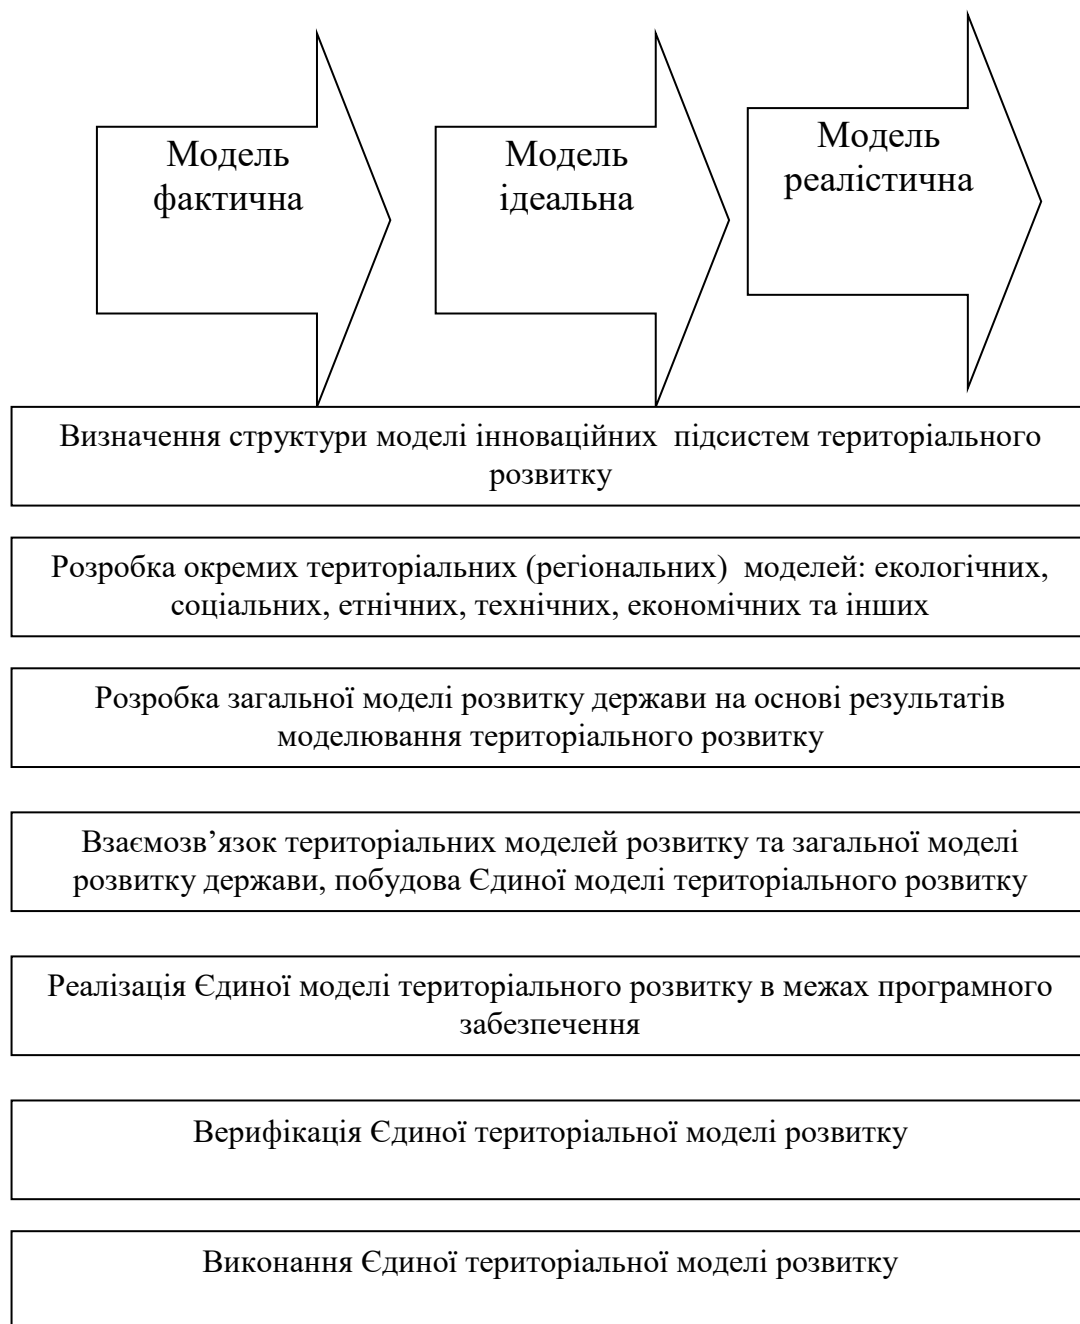 Модель
фактична
Модель
ідеальна
Модель
реалістична
Визначення структури моделі інноваційних підсистем територіального
розвитку
Розробка окремих територіальних (регіональних) моделей: екологічних,
соціальних, етнічних, технічних, економічних та інших
Розробка загальної моделі розвитку держави на основі результатів
моделювання територіального розвитку
Взаємозв’язок територіальних моделей розвитку та загальної моделі
розвитку держави, побудова Єдиної моделі територіального розвитку
Реалізація Єдиної моделі територіального розвитку в межах програмного
забезпечення
Верифікація Єдиної територіальної моделі розвитку
Виконання Єдиної територіальної моделі розвитку